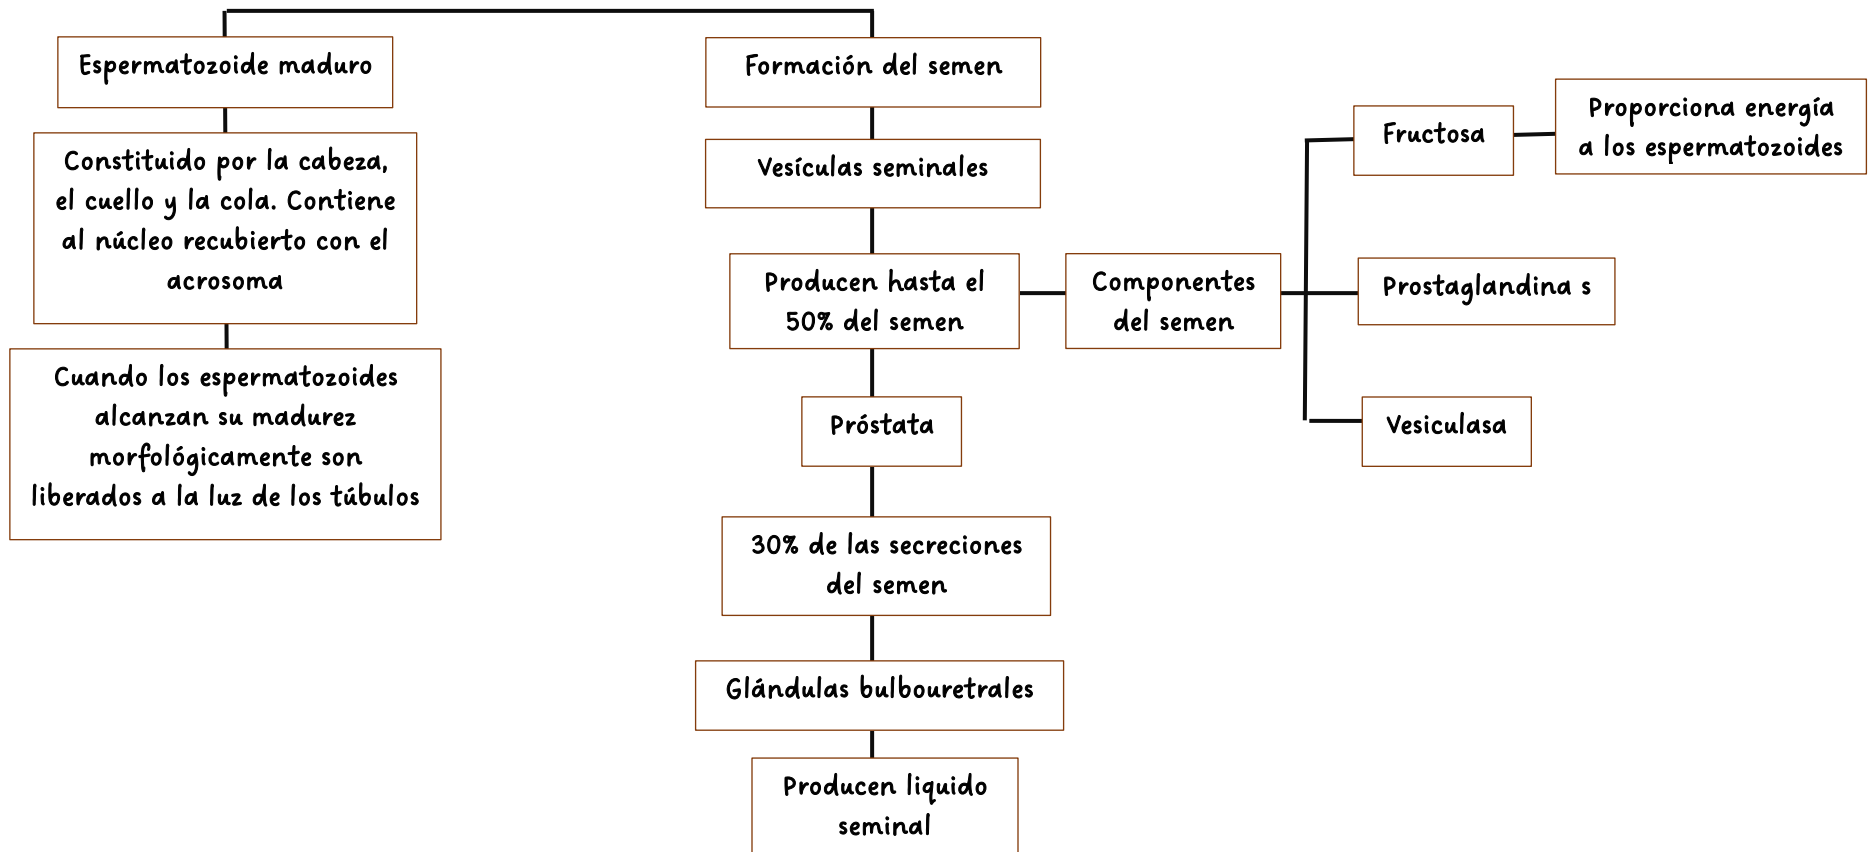 Espermatozoide maduro
Constituido por la cabeza,
el cuello y la cola. Contiene
al núcleo recubierto con el
acrosoma
Cuando los espermatozoides
alcanzan su madurez
morfológicamente son
liberados a la luz de los túbulos
Formación del semen
Vesículas seminales
Producen hasta el
50% del semen
Componentes
del semen
Fructosa
Proporciona energía
a los espermatozoides
Prostaglandina s
Vesiculasa
Próstata
30% de las secreciones
del semen
Glándulas bulbouretrales
Producen liquido
seminal